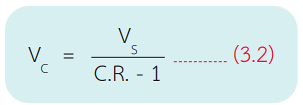 V_C = V_S / (C.R. - 1) ........... (3.2)